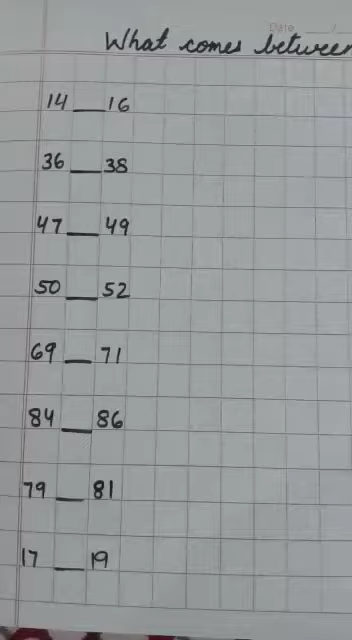 Date
What comes between
14 __ 16
36 __ 38
47 __ 49
50 __ 52
69 __ 71
84 __ 86
79 __ 81
17 __ 19